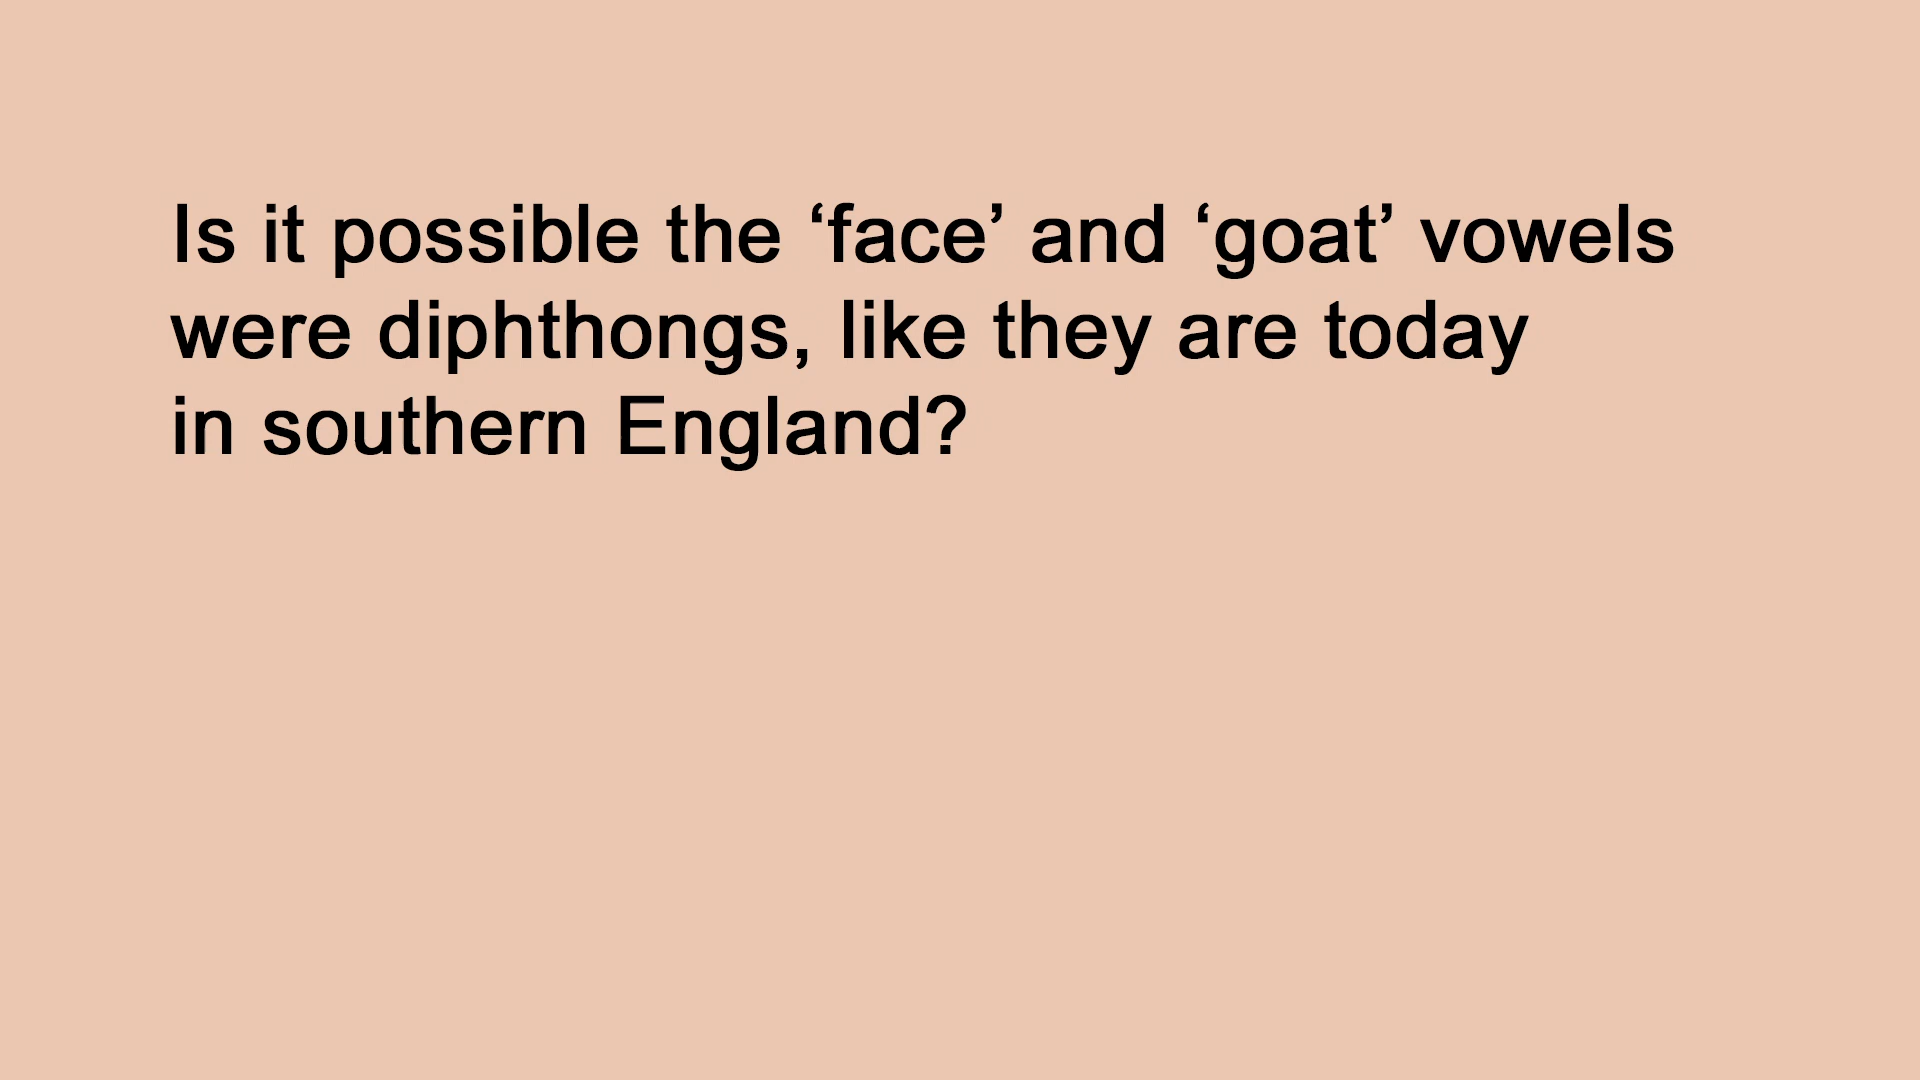 Is it possible the ‘face’ and ‘goat’ vowels
were diphthongs, like they are today
in southern England?